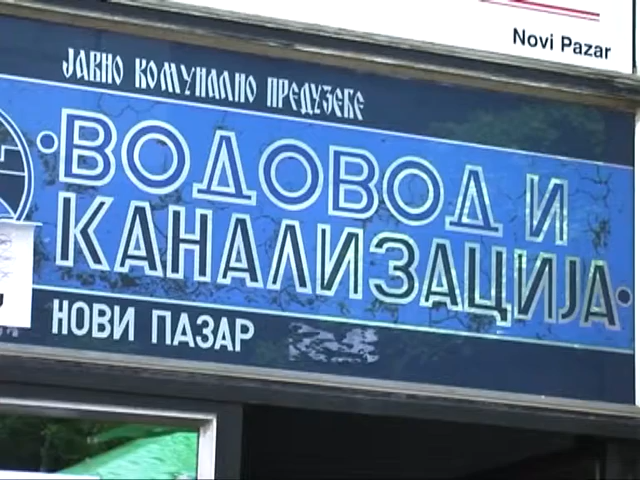 Novi Pazar
ЈАВНО КОМУНАЛНО ПРЕДУЗЕЋЕ
·ВОДОВОД И
КАНАЛИЗАЦИЈА·
НОВИ ПАЗАР